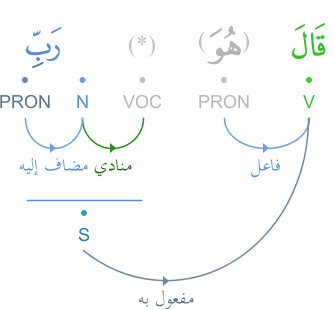 قَالَ (هُوَ) (*) رَبِّ
V PRON VOC N PRON
فاعل منادي مضاف إليه
S
مفعول به